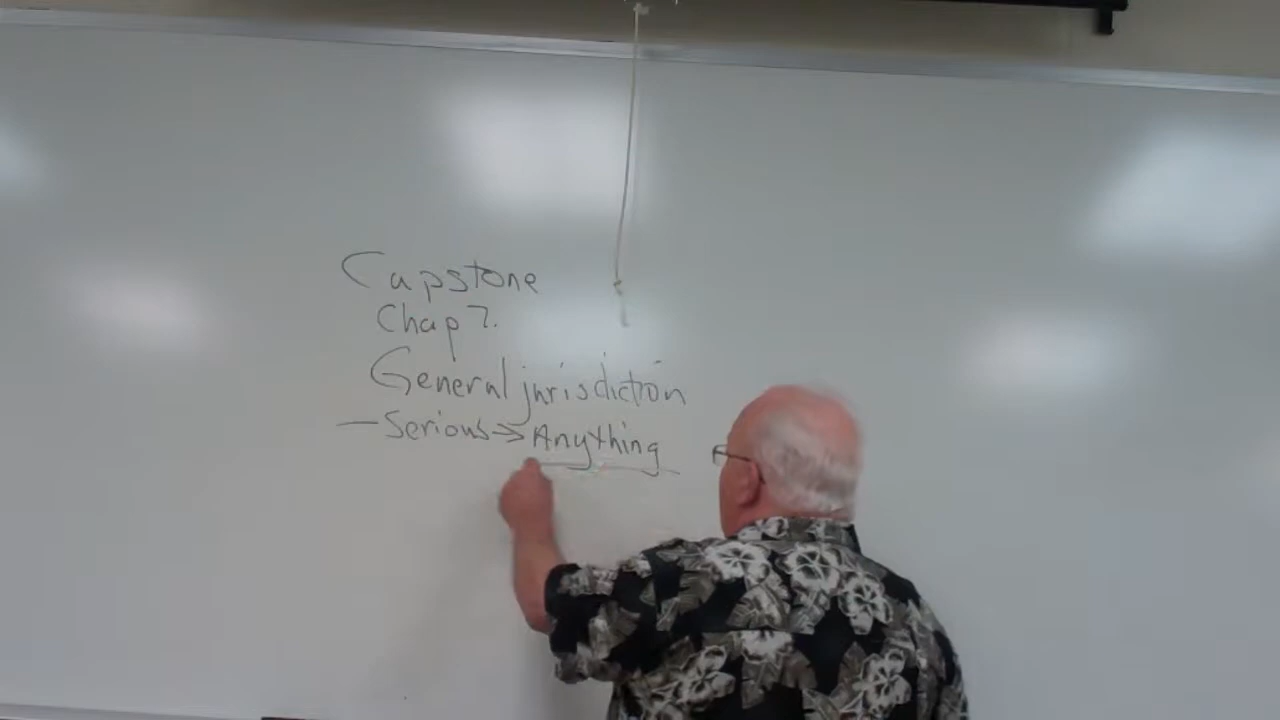 Capstone
Chap 7.
General jurisdiction
— Serious → Anything